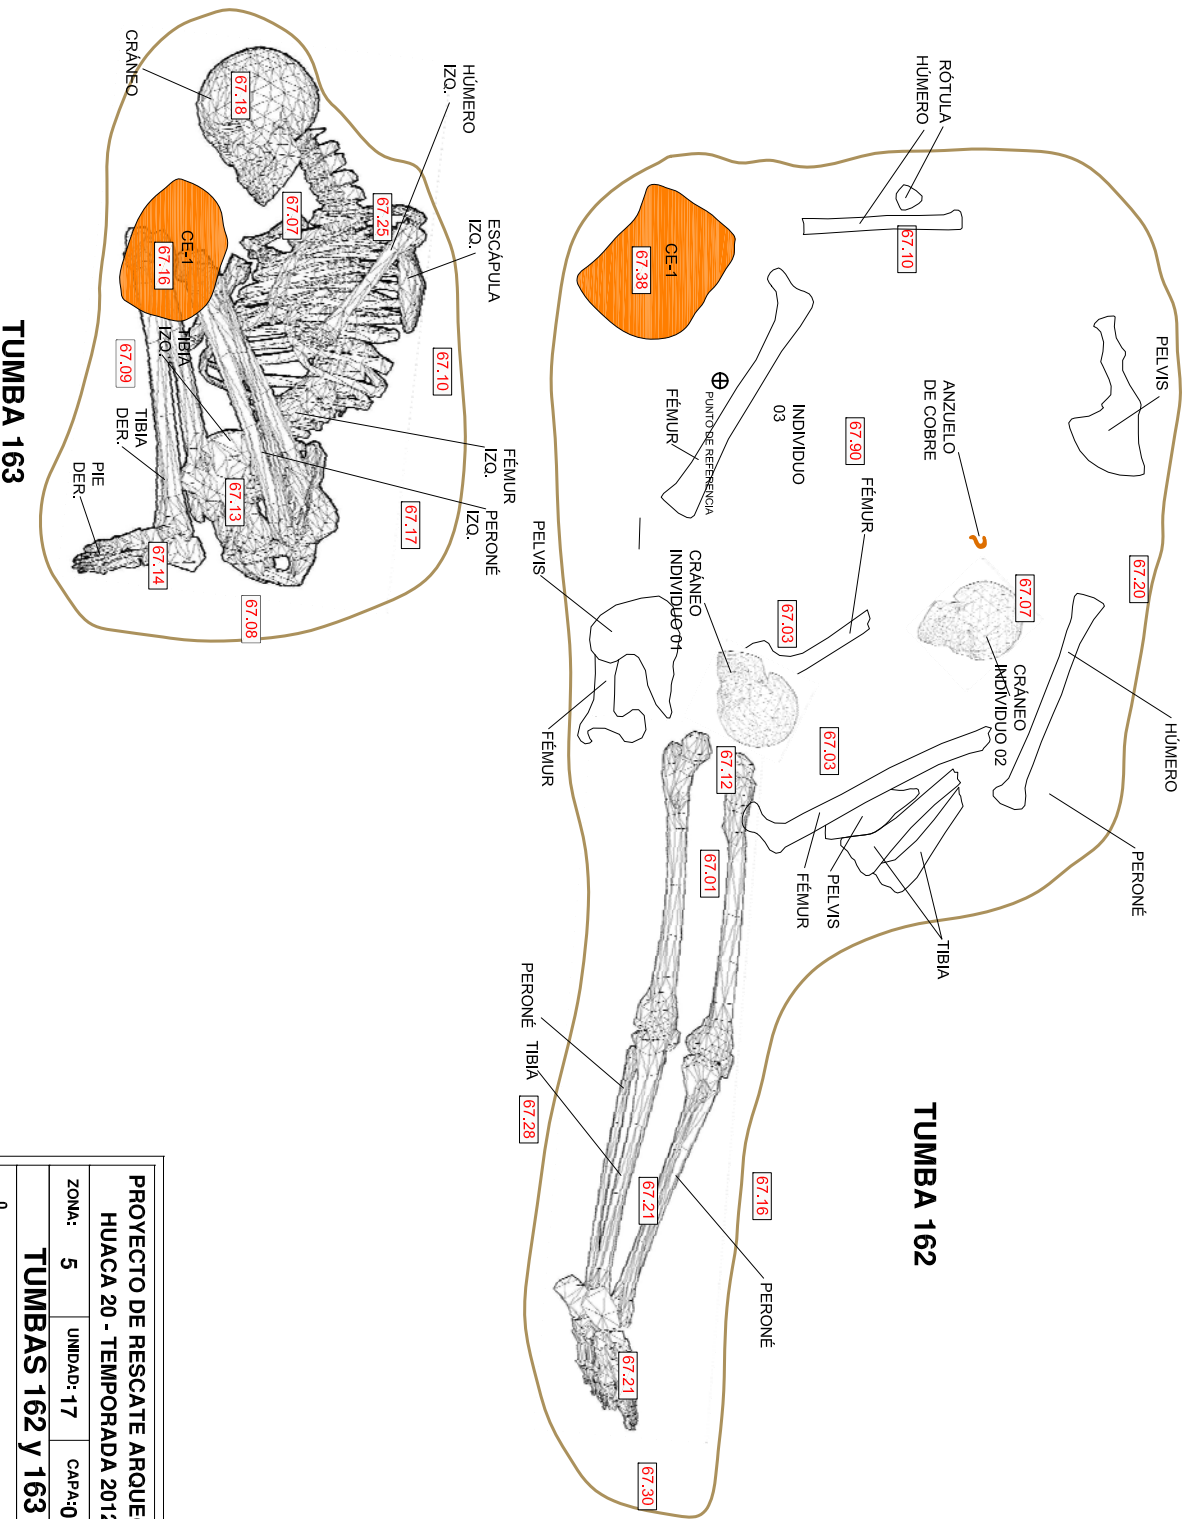 RÓTULA
HÚMERO
67.10
PELVIS
ANZUELO
DE COBRE
67.20
67.07
CRÁNEO
INDIVIDUO 02
HÚMERO
PERONÉ
CE-1
67.38
FÉMUR
PUNTO DE REFERENCIA
INDIVIDUO
03
67.90
FÉMUR
67.03
CRÁNEO
INDIVIDUO 01
PELVIS
FÉMUR
67.03
67.12
67.01
FÉMUR
PELVIS
TIBIA
PERONÉ
TIBIA
67.28
67.21
67.16
PERONÉ
67.21
67.30
TUMBA 162
CRÁNEO
67.18
HÚMERO
IZQ.
67.07
67.25
ESCÁPULA
IZQ.
67.10
CE-1
67.16
TIBIA
IZQ.
67.09
TIBIA
DER.
PIE
DER.
67.13
67.14
67.08
67.17
FÉMUR
IZQ.
PERONÉ
IZQ.
TUMBA 163
PROYECTO DE RESCATE ARQUEO
HUACA 20 - TEMPORADA 2012
ZONA: 5
UNIDAD: 17
CAPA:0
TUMBAS 162 y 163
0